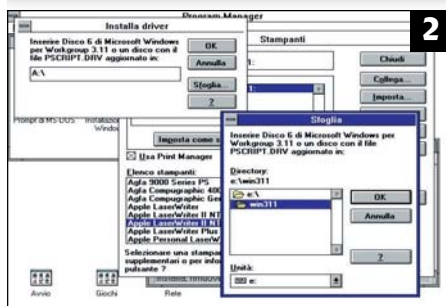 Program Manager
2
Installa driver
Inserire Disco 6 di Microsoft Windows
per Workgroup 3.11 o un disco con il
file PSCRIPT.DRV aggiornato in:
A:\
OK
Annulla
Sfoglia...
?
Stampanti
Chiudi
Collega...
Imposta...
Prompt di MS-DOS
Imposta come
Usa Print Manager
Elenco stampanti:
Agfa 9000 Series PS
Agfa Compugraphic 400
Agfa Compugraphic Gen
Apple LaserWriter
Apple LaserWriter II NT
Apple LaserWriter II NT
Apple LaserWriter Plus
Apple Personal LaserW
Selezionare una stampa
supplementari o per info
pulsante ?
Sfoglia
Inserire Disco 6 di Microsoft Windows per
Workgroup 3.11 o un disco con il file
PSCRIPT.DRV aggiornato in:
Directory:
e:\win311
e:\
win311
OK
Annulla
?
Unità:
e:
Avvio
Giochi
Rete